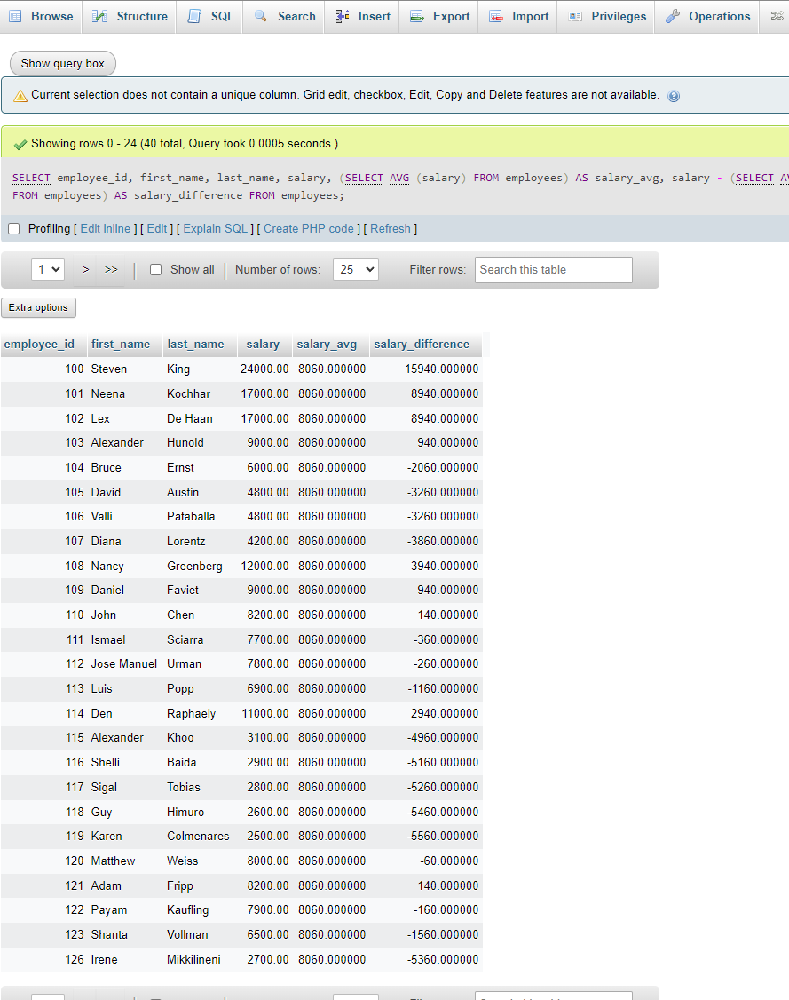 Browse Structure SQL Search Insert Export Import Privileges Operations
Show query box
Current selection does not contain a unique column. Grid edit, checkbox, Edit, Copy and Delete features are not available.
Showing rows 0 - 24 (40 total, Query took 0.0005 seconds.)
SELECT employee_id, first_name, last_name, salary, (SELECT AVG (salary) FROM employees) AS salary_avg, salary - (SELECT
FROM employees) AS salary_difference FROM employees;
Profiling [ Edit inline ] [ Edit ] [ Explain SQL ] [ Create PHP code ] [ Refresh ]
1 > >> Show all Number of rows: 25 Filter rows: Search this table
Extra options
employee_id first_name last_name salary salary_avg salary_difference
100 Steven King 24000.00 8060.000000 15940.000000
101 Neena Kochhar 17000.00 8060.000000 8940.000000
102 Lex De Haan 17000.00 8060.000000 8940.000000
103 Alexander Hunold 9000.00 8060.000000 940.000000
104 Bruce Ernst 6000.00 8060.000000 -2060.000000
105 David Austin 4800.00 8060.000000 -3260.000000
106 Valli Pataballa 4800.00 8060.000000 -3260.000000
107 Diana Lorentz 4200.00 8060.000000 -3860.000000
108 Nancy Greenberg 12000.00 8060.000000 3940.000000
109 Daniel Faviet 9000.00 8060.000000 940.000000
110 John Chen 8200.00 8060.000000 140.000000
111 Ismael Sciarra 7700.00 8060.000000 -360.000000
112 Jose Manuel Urman 7800.00 8060.000000 -260.000000
113 Luis Popp 6900.00 8060.000000 -1160.000000
114 Den Raphaely 11000.00 8060.000000 2940.000000
115 Alexander Khoo 3100.00 8060.000000 -4960.000000
116 Shelli Baida 2900.00 8060.000000 -5160.000000
117 Sigal Tobias 2800.00 8060.000000 -5260.000000
118 Guy Himuro 2600.00 8060.000000 -5460.000000
119 Karen Colmenares 2500.00 8060.000000 -5560.000000
120 Matthew Weiss 8000.00 8060.000000 -60.000000
121 Adam Fripp 8200.00 8060.000000 140.000000
122 Payam Kaufling 7900.00 8060.000000 -160.000000
123 Shanta Vollman 6500.00 8060.000000 -1560.000000
126 Irene Mikkilineni 2700.00 8060.000000 -5360.000000